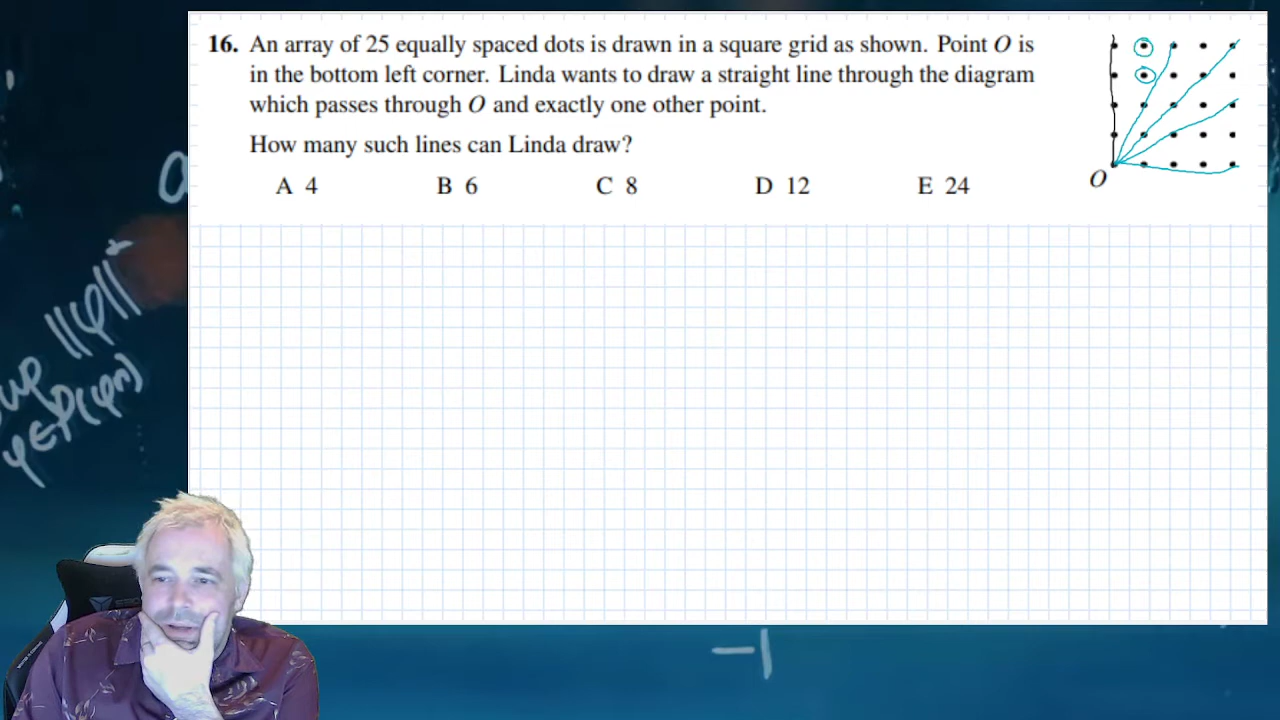 16. An array of 25 equally spaced dots is drawn in a square grid as shown. Point O is
in the bottom left corner. Linda wants to draw a straight line through the diagram
which passes through O and exactly one other point.
How many such lines can Linda draw?
A 4 B 6 C 8 D 12 E 24
O
||φ||
φ∈P(φn)
−1